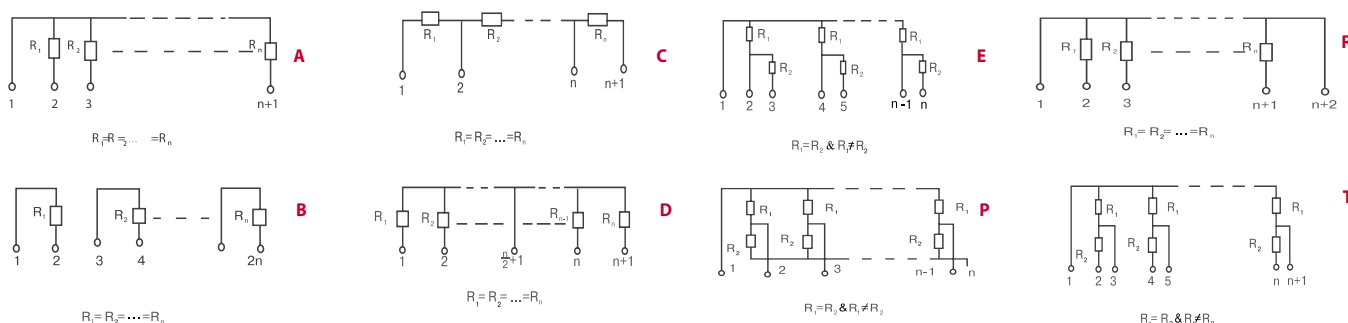 R₁ R₂ Rₙ A
1 2 3 n+1
R₁=R=₂... =Rₙ
R₁ R₂ Rₙ C
1 2 n n+1
R₁=R₂=...=Rₙ
R₁ R₁ R₁
R₂ R₂ R₂ E
1 2 3 4 5 n-1 n
R₁=R₂ & R₁≠R₂
R₁ R₂ Rₙ R
1 2 3 n+1 n+2
R₁=R₂=...=Rₙ
R₁ R₂ Rₙ B
1 2 3 4 2n
R₁=R₂=...=Rₙ
R₁ R₂ Rₙ₋₁ Rₙ D
1 2 n/2+1 n n+1
R₁=R₂=...=Rₙ
R₁ R₁ R₁ P
R₂ R₂ R₂
1 2 3 n-1 n
R₁=R₂ & R₁≠R₂
R₁ R₁ R₁ T
R₂ R₂ R₂
1 2 3 4 5 n n+1
R₁=R₂ & R₁≠R₂